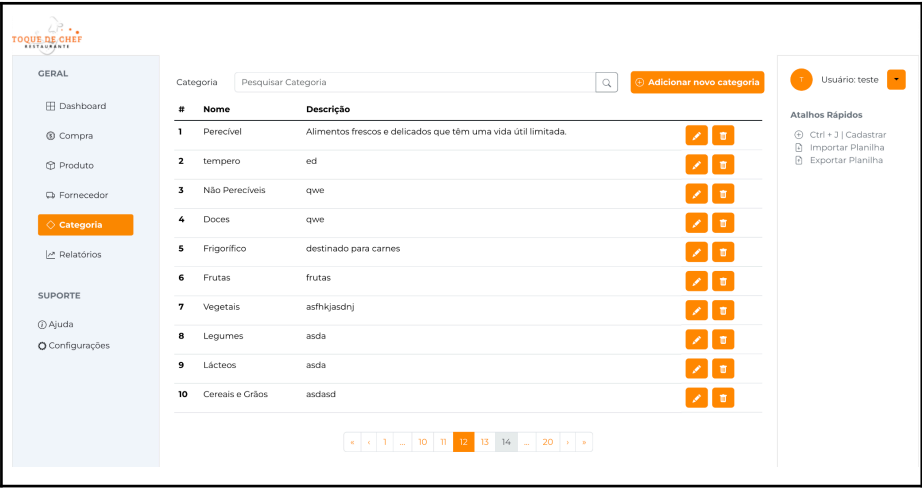 TOQUE DE CHEF
RESTAURANTE
GERAL
Dashboard
Compra
Produto
Fornecedor
Categoria
Relatórios
SUPORTE
Ajuda
Configurações
Categoria Pesquisar Categoria Adicionar novo categoria
# Nome Descrição
1 Perecível Alimentos frescos e delicados que têm uma vida útil limitada.
2 tempero ed
3 Não Perecíveis qwe
4 Doces qwe
5 Frigorífico destinado para carnes
6 Frutas frutas
7 Vegetais asfhkjasdnj
8 Legumes asda
9 Lácteos asda
10 Cereais e Grãos asdasd
« ‹ 1 ... 10 11 12 13 14 ... 20 › »
T Usuário: teste
Atalhos Rápidos
Ctrl + J | Cadastrar
Importar Planilha
Exportar Planilha